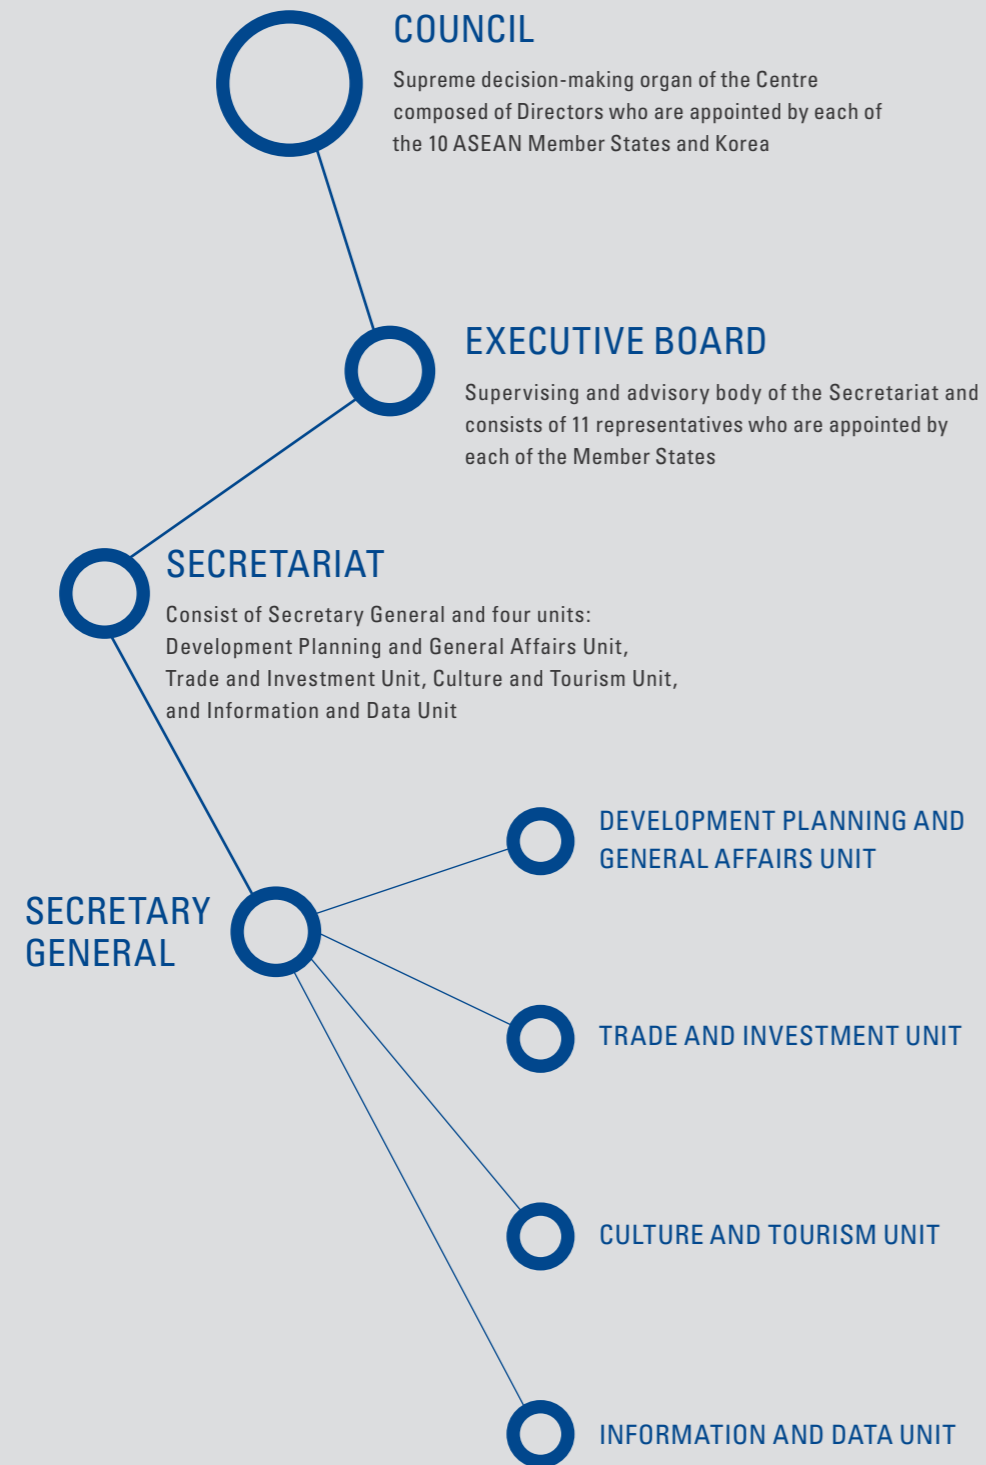 COUNCIL
Supreme decision-making organ of the Centre
composed of Directors who are appointed by each of
the 10 ASEAN Member States and Korea
EXECUTIVE BOARD
Supervising and advisory body of the Secretariat and
consists of 11 representatives who are appointed by
each of the Member States
SECRETARIAT
Consist of Secretary General and four units:
Development Planning and General Affairs Unit,
Trade and Investment Unit, Culture and Tourism Unit,
and Information and Data Unit
SECRETARY
GENERAL
DEVELOPMENT PLANNING AND
GENERAL AFFAIRS UNIT
TRADE AND INVESTMENT UNIT
CULTURE AND TOURISM UNIT
INFORMATION AND DATA UNIT